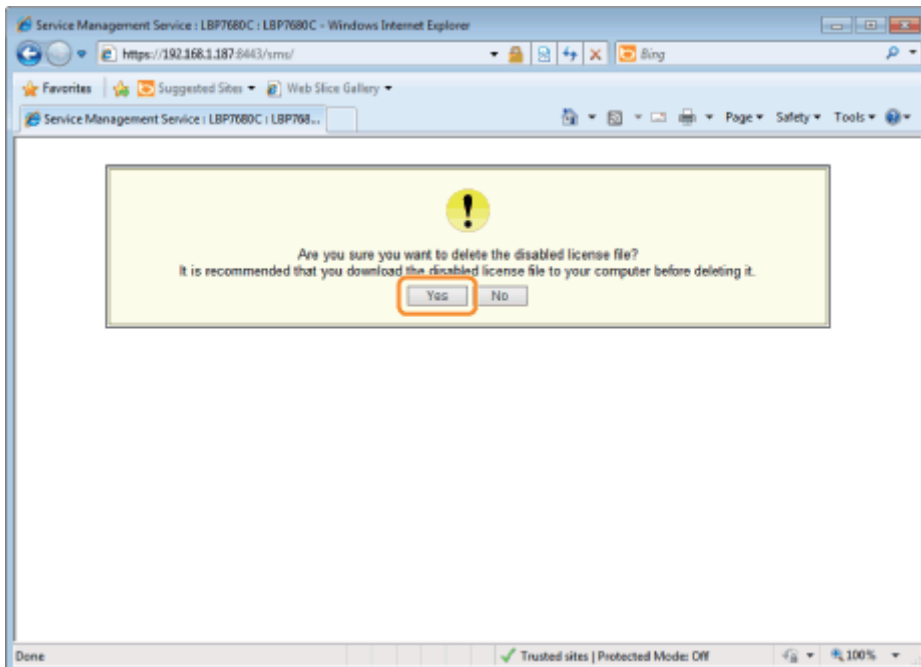 Service Management Service : LBP7680C : LBP7680C - Windows Internet Explorer
https://192.168.1.187:8443/sms/
Bing
Favorites Suggested Sites Web Slice Gallery
Service Management Service : LBP7680C : LBP768...
Page Safety Tools
Are you sure you want to delete the disabled license file?
It is recommended that you download the disabled license file to your computer before deleting it.
Yes No
Done Trusted sites | Protected Mode: Off 100%